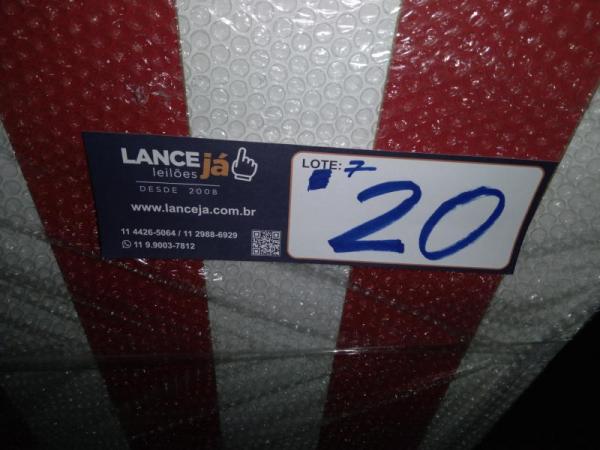 LANCE já
leilões
DESDE 2008
www.lanceja.com.br
11 4426-5064 / 11 2988-6929
11 9.9003-7812
LOTE: 7
20